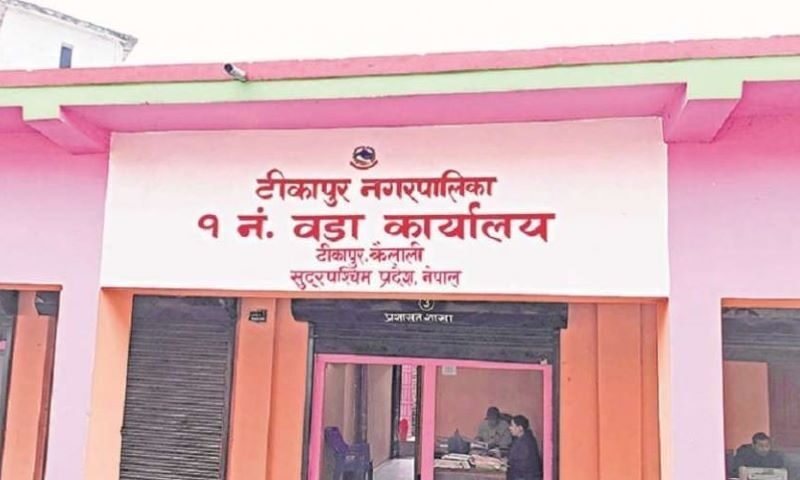 टीकापुर नगरपालिका
१ नं. वडा कार्यालय
टीकापुर, कैलाली
सुदूरपश्चिम प्रदेश, नेपाल
प्रशासन शाखा